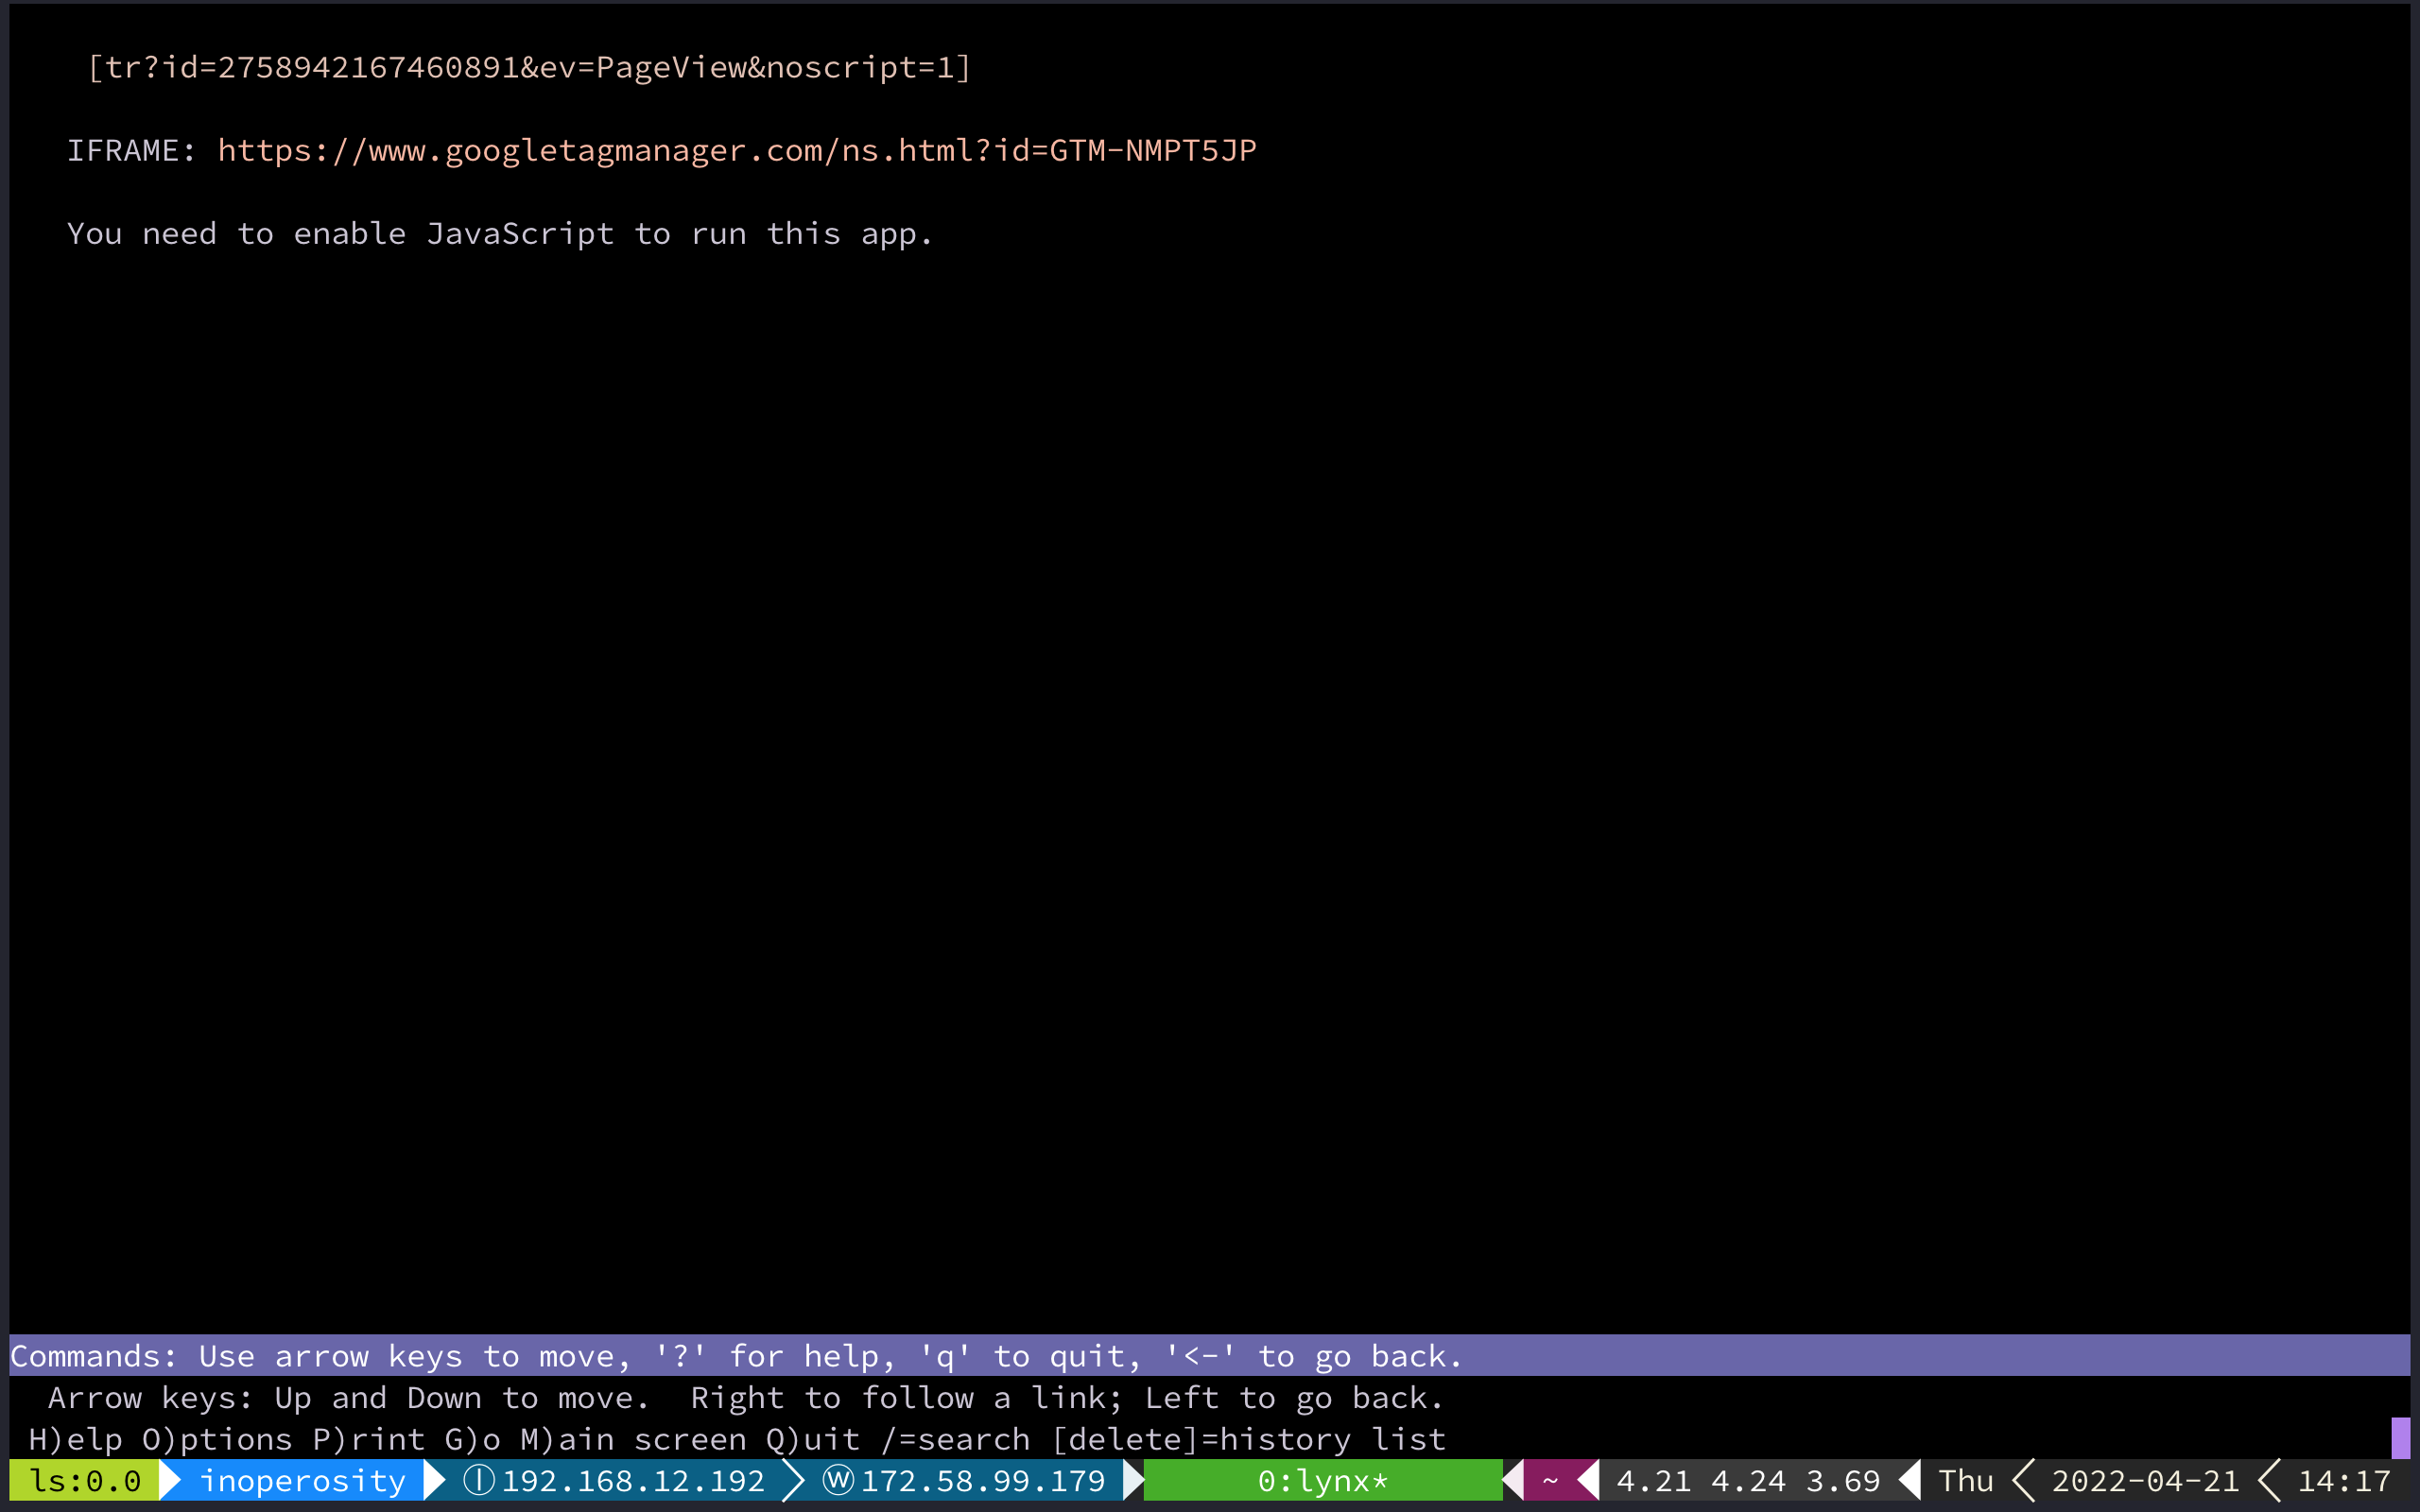 [tr?id=2758942167460891&ev=PageView&noscript=1]
IFRAME: https://www.googletagmanager.com/ns.html?id=GTM-NMPT5JP
You need to enable JavaScript to run this app.
Commands: Use arrow keys to move, '?' for help, 'q' to quit, '<-' to go back.
Arrow keys: Up and Down to move.  Right to follow a link; Left to go back.
H)elp O)ptions P)rint G)o M)ain screen Q)uit /=search [delete]=history list
ls:0.0 inoperosity Ⓛ192.168.12.192 ⓦ172.58.99.179 0:lynx* ~ 4.21 4.24 3.69 Thu 2022-04-21 14:17